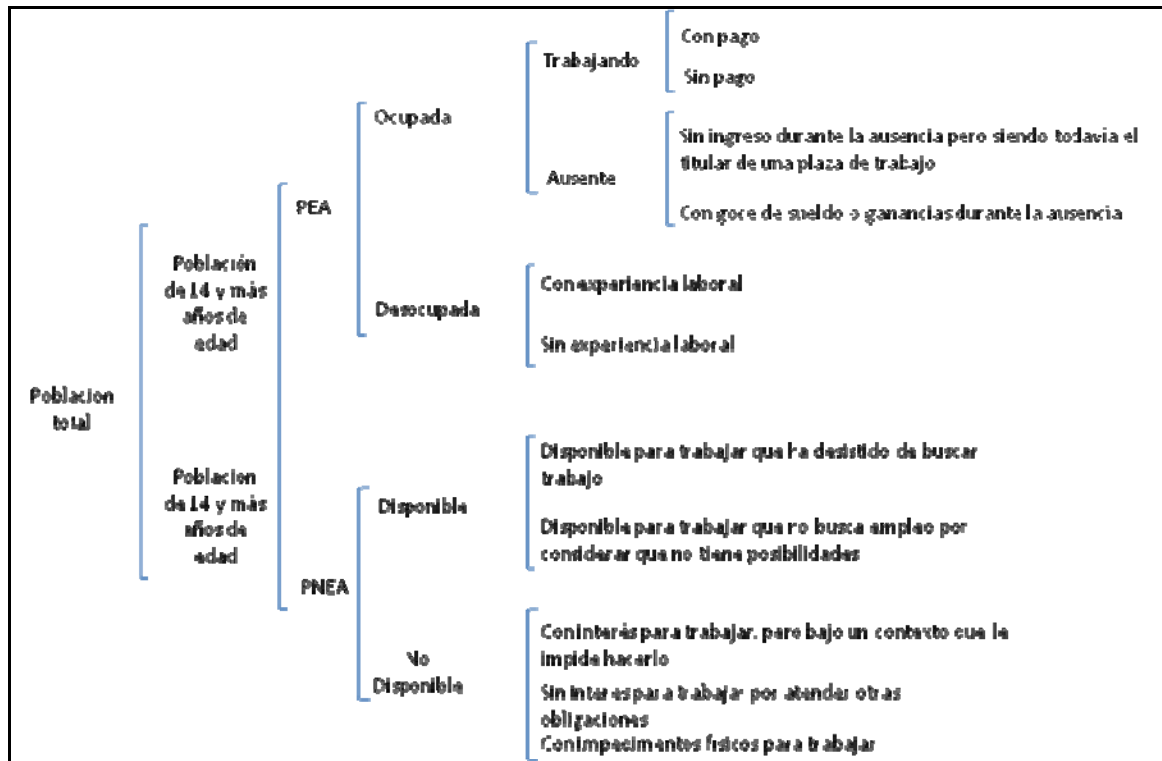 Poblacion
total
Población
de 14 y más
años de
edad
Poblacion
de 14 y más
años de
edad
PEA
PNEA
Ocupada
Desocupada
Disponible
No
Disponible
Trabajando
Ausente
Con pago
Sin pago
Sin ingreso durante la ausencia pero siendo todavia el
titular de una plaza de trabajo
Con goce de sueldo o ganancias durante la ausencia
Con experiencia laboral
Sin experiencia laboral
Disponible para trabajar que ha desistido de buscar
trabajo
Disponible para trabajar que no busca empleo por
considerar que no tiene posibilidades
Con interés para trabajar, pero bajo un contexto que le
impide hacerlo
Sin interes para trabajar por atender otras
obligaciones
Con impedimentos fisicos para trabajar